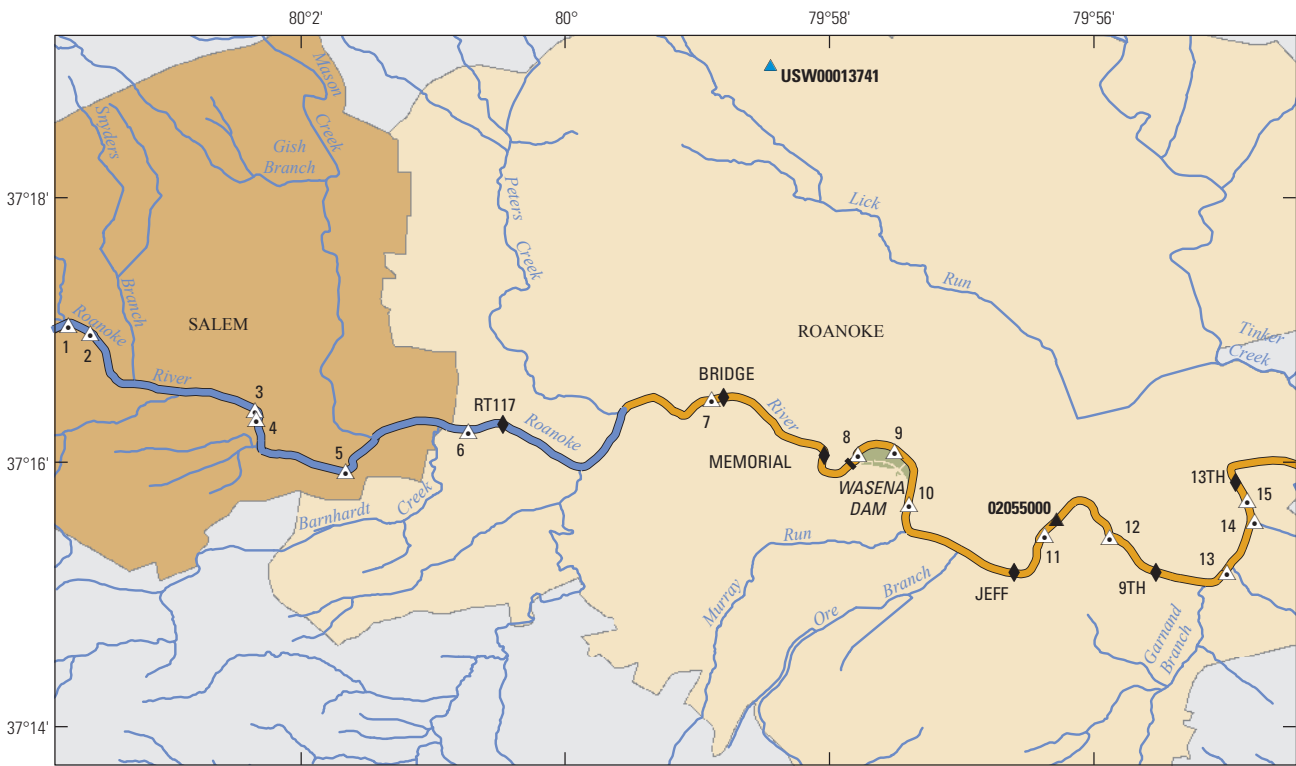 80°2'
80°
79°58'
79°56'
37°18'
37°16'
37°14'
USW00013741
Mason
Creek
Snyders
Branch
Gish
Branch
Peters
Creek
Lick
Run
SALEM
ROANOKE
Tinker
Creek
Roanoke
River
1
2
3
4
5
6
RT117
Roanoke
BRIDGE
7
River
MEMORIAL
8
9
WASENA
DAM
10
Barnhardt
Creek
02055000
11
12
13TH
15
14
13
JEFF
9TH
Murray
Run
Ore
Branch
Garnand
Branch